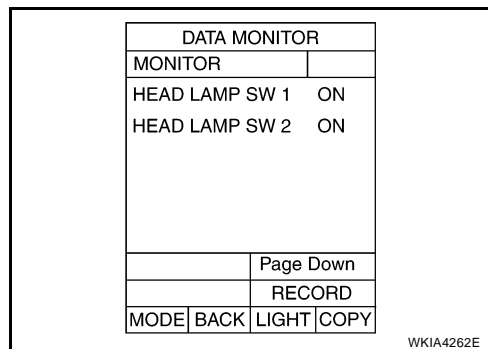 DATA MONITOR
MONITOR
HEAD LAMP SW 1 ON
HEAD LAMP SW 2 ON
Page Down
RECORD
MODE BACK LIGHT COPY
WKIA4262E